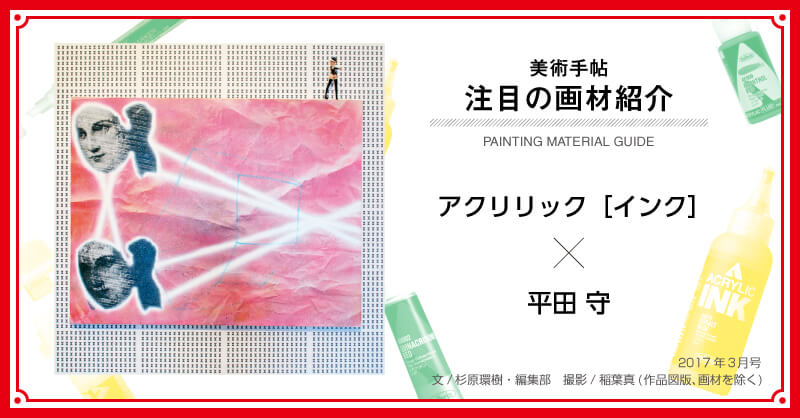 美術手帖
注目の画材紹介
PAINTING MATERIAL GUIDE
アクリリック［インク］
×
平田 守
ACRYLIC
INK
2017年3月号
文/杉原環樹・編集部　撮影/稲葉真(作品図版、画材を除く)